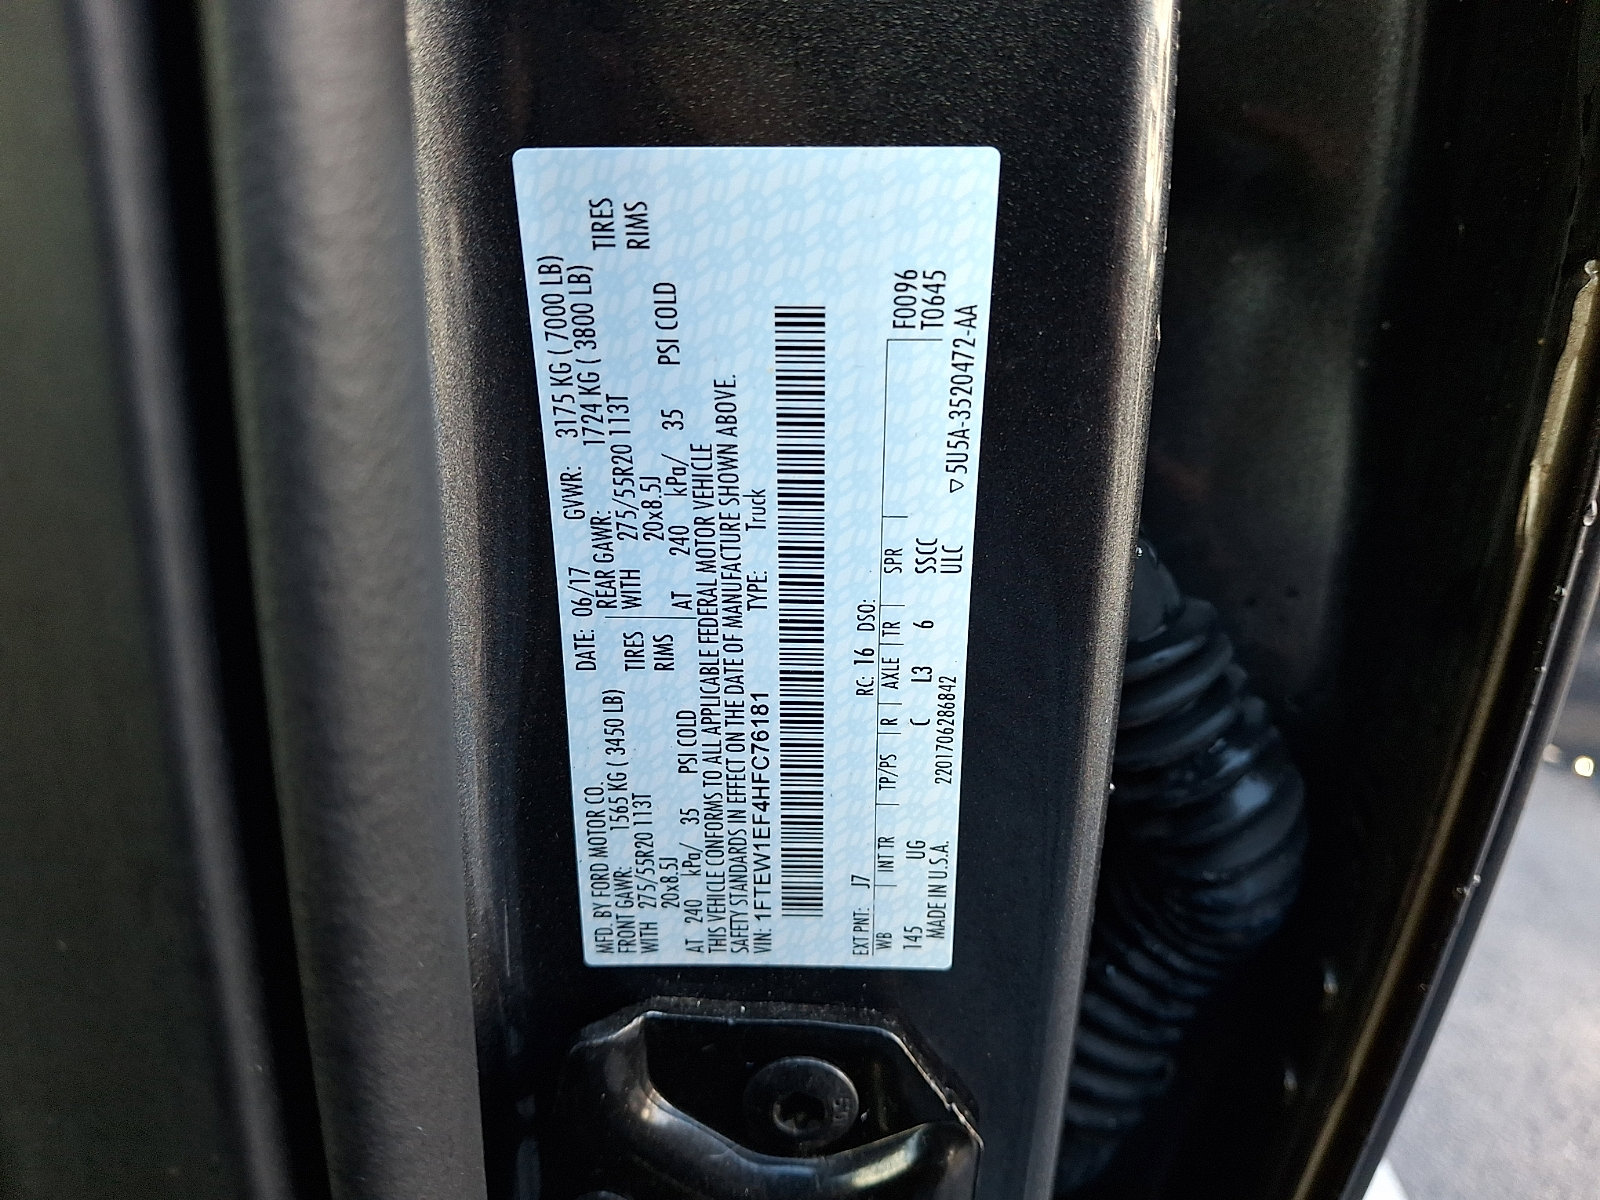 MFD. BY FORD MOTOR CO.
DATE: 06/17 GVWR: 3175 KG ( 7000 LB)
FRONT GAWR: 1565 KG ( 3450 LB)
REAR GAWR: 1724 KG ( 3800 LB)
WITH 275/55R20 113T TIRES
WITH 275/55R20 113T TIRES
20x8.5J RIMS
20x8.5J RIMS
AT 240 kPa/ 35 PSI COLD
AT 240 kPa/ 35 PSI COLD
THIS VEHICLE CONFORMS TO ALL APPLICABLE FEDERAL MOTOR VEHICLE
SAFETY STANDARDS IN EFFECT ON THE DATE OF MANUFACTURE SHOWN ABOVE.
VIN: 1FTEW1EF4HFC76181 TYPE: Truck
EXT PNT: J7 RC: 16 DSO:
F0096
WB INT TR TP/PS R AXLE TR SPR
T0645
145 UG C L3 6 SSCC
MADE IN U.S.A. 2201706286842 ULC
▽5U5A-3520472-AA